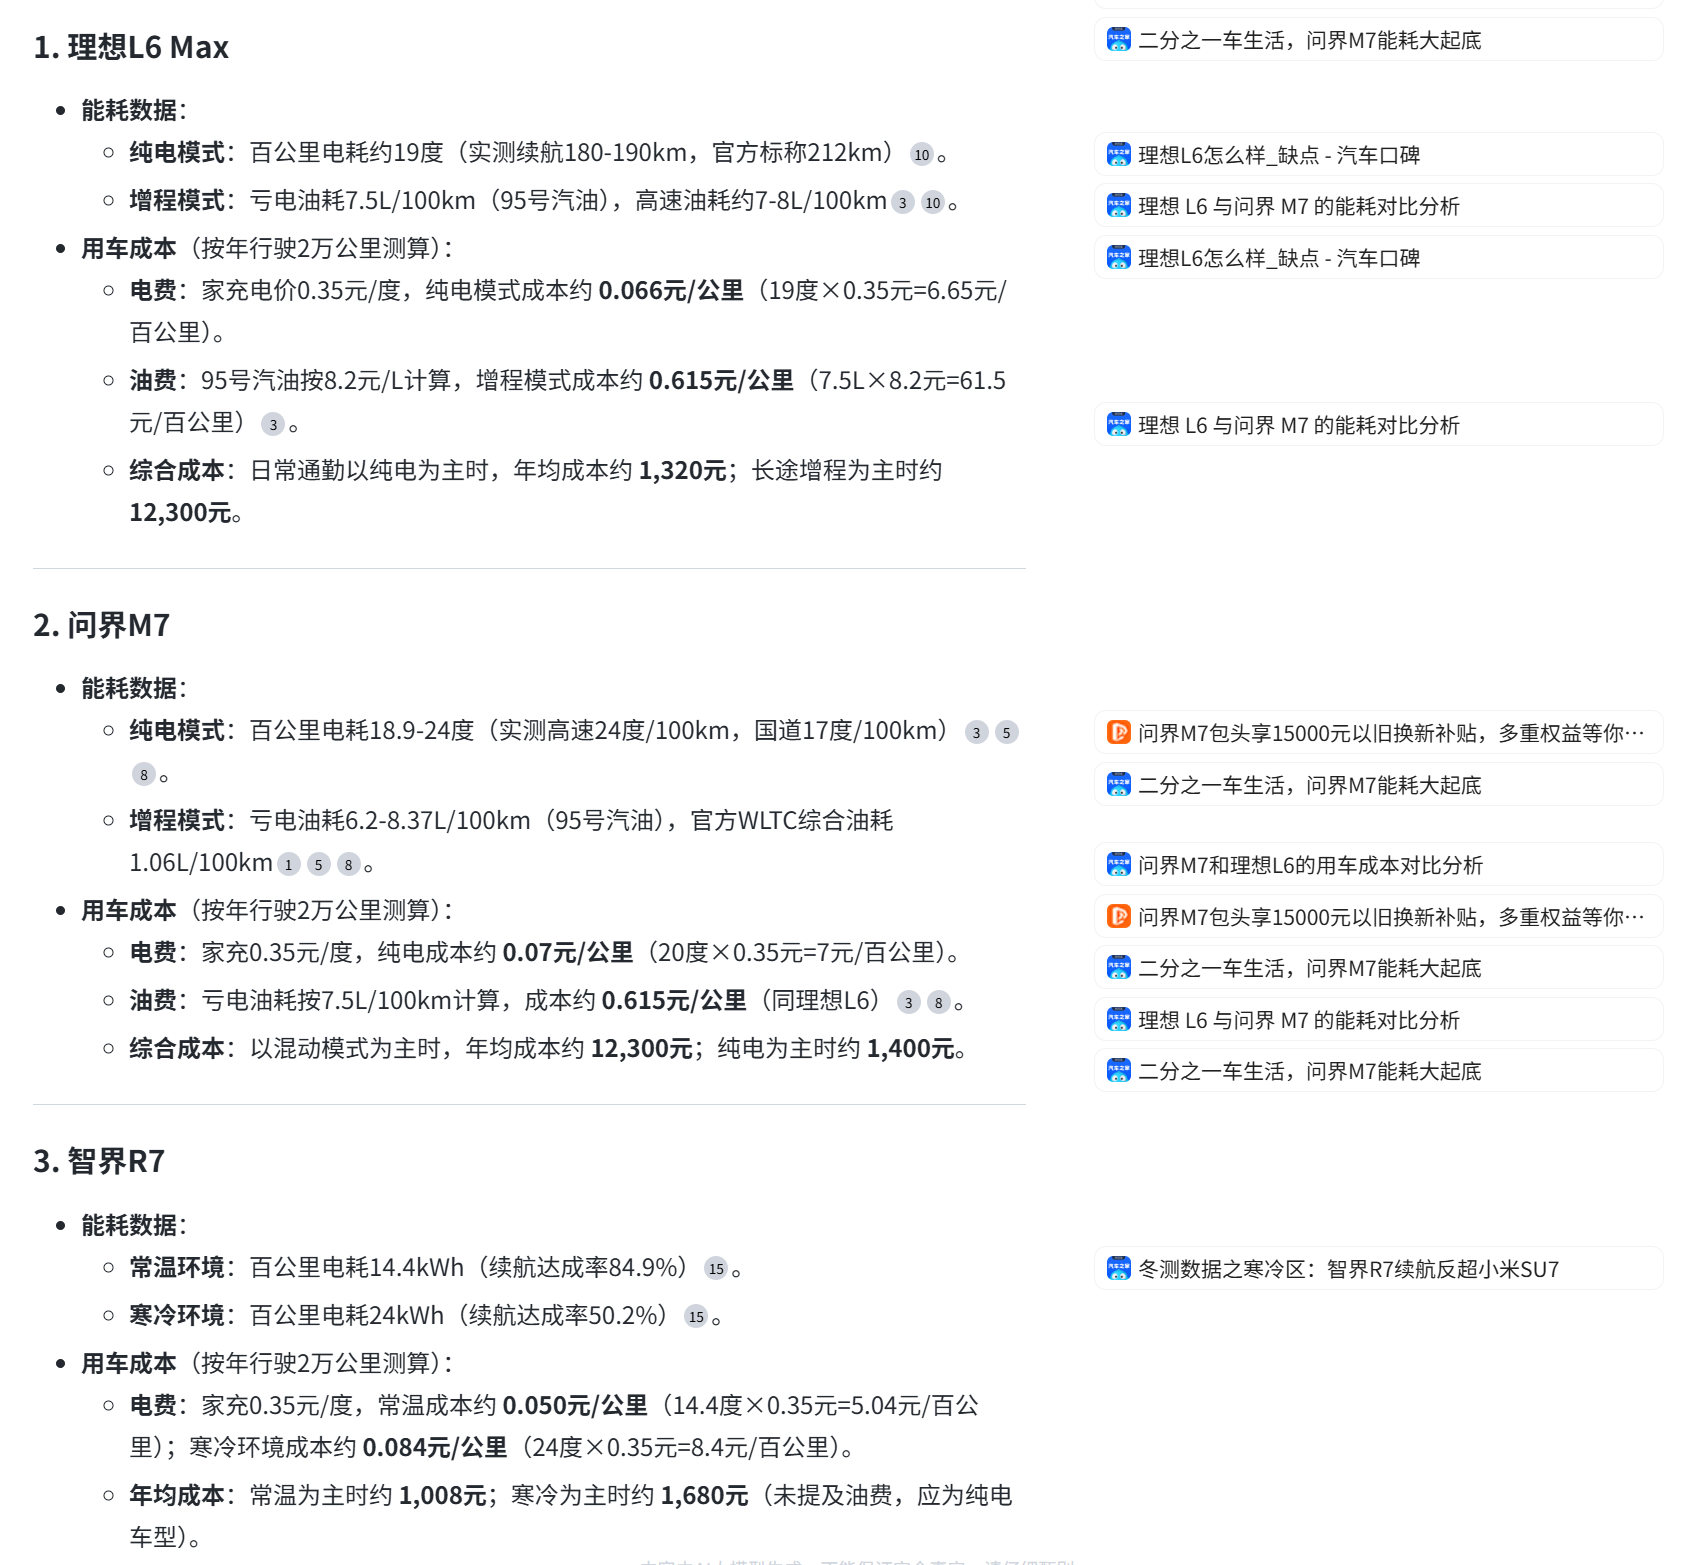 1. 理想L6 Max
能耗数据：
纯电模式：百公里电耗约19度（实测续航180-190km，官方标称212km） 10 。
增程模式：亏电油耗7.5L/100km（95号汽油），高速油耗约7-8L/100km 3 10 。
用车成本（按年行驶2万公里测算）：
电费：家充电价0.35元/度，纯电模式成本约 0.066元/公里（19度×0.35元=6.65元/
百公里）。
油费：95号汽油按8.2元/L计算，增程模式成本约 0.615元/公里（7.5L×8.2元=61.5
元/百公里） 3 。
综合成本：日常通勤以纯电为主时，年均成本约 1,320元；长途增程为主时约
12,300元。
2. 问界M7
能耗数据：
纯电模式：百公里电耗18.9-24度（实测高速24度/100km，国道17度/100km） 3 5
8 。
增程模式：亏电油耗6.2-8.37L/100km（95号汽油），官方WLTC综合油耗
1.06L/100km 1 5 8 。
用车成本（按年行驶2万公里测算）：
电费：家充0.35元/度，纯电成本约 0.07元/公里（20度×0.35元=7元/百公里）。
油费：亏电油耗按7.5L/100km计算，成本约 0.615元/公里（同理想L6） 3 8 。
综合成本：以混动模式为主时，年均成本约 12,300元；纯电为主时约 1,400元。
3. 智界R7
能耗数据：
常温环境：百公里电耗14.4kWh（续航达成率84.9%） 15 。
寒冷环境：百公里电耗24kWh（续航达成率50.2%） 15 。
用车成本（按年行驶2万公里测算）：
电费：家充0.35元/度，常温成本约 0.050元/公里（14.4度×0.35元=5.04元/百公
里）；寒冷环境成本约 0.084元/公里（24度×0.35元=8.4元/百公里）。
年均成本：常温为主时约 1,008元；寒冷为主时约 1,680元（未提及油费，应为纯电
车型）。
二分之一车生活，问界M7能耗大起底
理想L6怎么样_缺点 - 汽车口碑
理想 L6 与问界 M7 的能耗对比分析
理想L6怎么样_缺点 - 汽车口碑
理想 L6 与问界 M7 的能耗对比分析
问界M7包头享15000元以旧换新补贴，多重权益等你…
二分之一车生活，问界M7能耗大起底
问界M7和理想L6的用车成本对比分析
问界M7包头享15000元以旧换新补贴，多重权益等你…
二分之一车生活，问界M7能耗大起底
理想 L6 与问界 M7 的能耗对比分析
二分之一车生活，问界M7能耗大起底
冬测数据之寒冷区：智界R7续航反超小米SU7